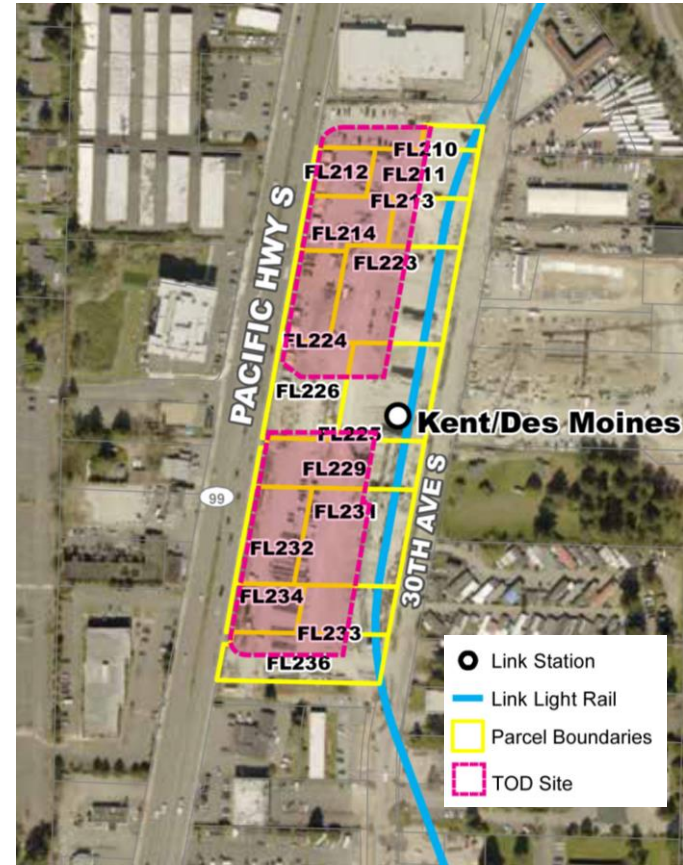 FL210
FL212
FL211
FL213
FL214
FL223
PACIFIC HWY S
FL224
FL226
Kent/Des Moines
FL225
FL229
99
FL231
FL232
30TH AVE S
FL234
FL233
FL236
Link Station
Link Light Rail
Parcel Boundaries
TOD Site